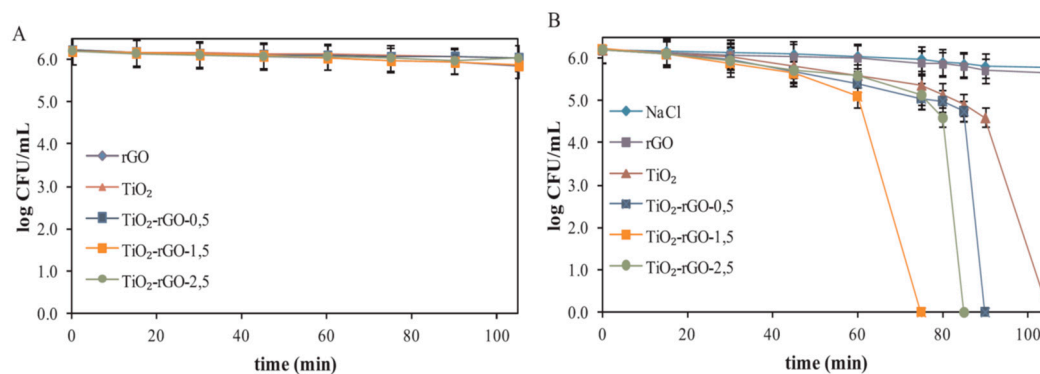 A
log CFU/mL
6.0
5.0
4.0
3.0
2.0
1.0
0.0
rGO
TiO₂
TiO₂-rGO-0,5
TiO₂-rGO-1,5
TiO₂-rGO-2,5
0 20 40 60 80 100
time (min)
B
log CFU/mL
6.0
5.0
4.0
3.0
2.0
1.0
0.0
NaCl
rGO
TiO₂
TiO₂-rGO-0,5
TiO₂-rGO-1,5
TiO₂-rGO-2,5
0 20 40 60 80 100
time (min)